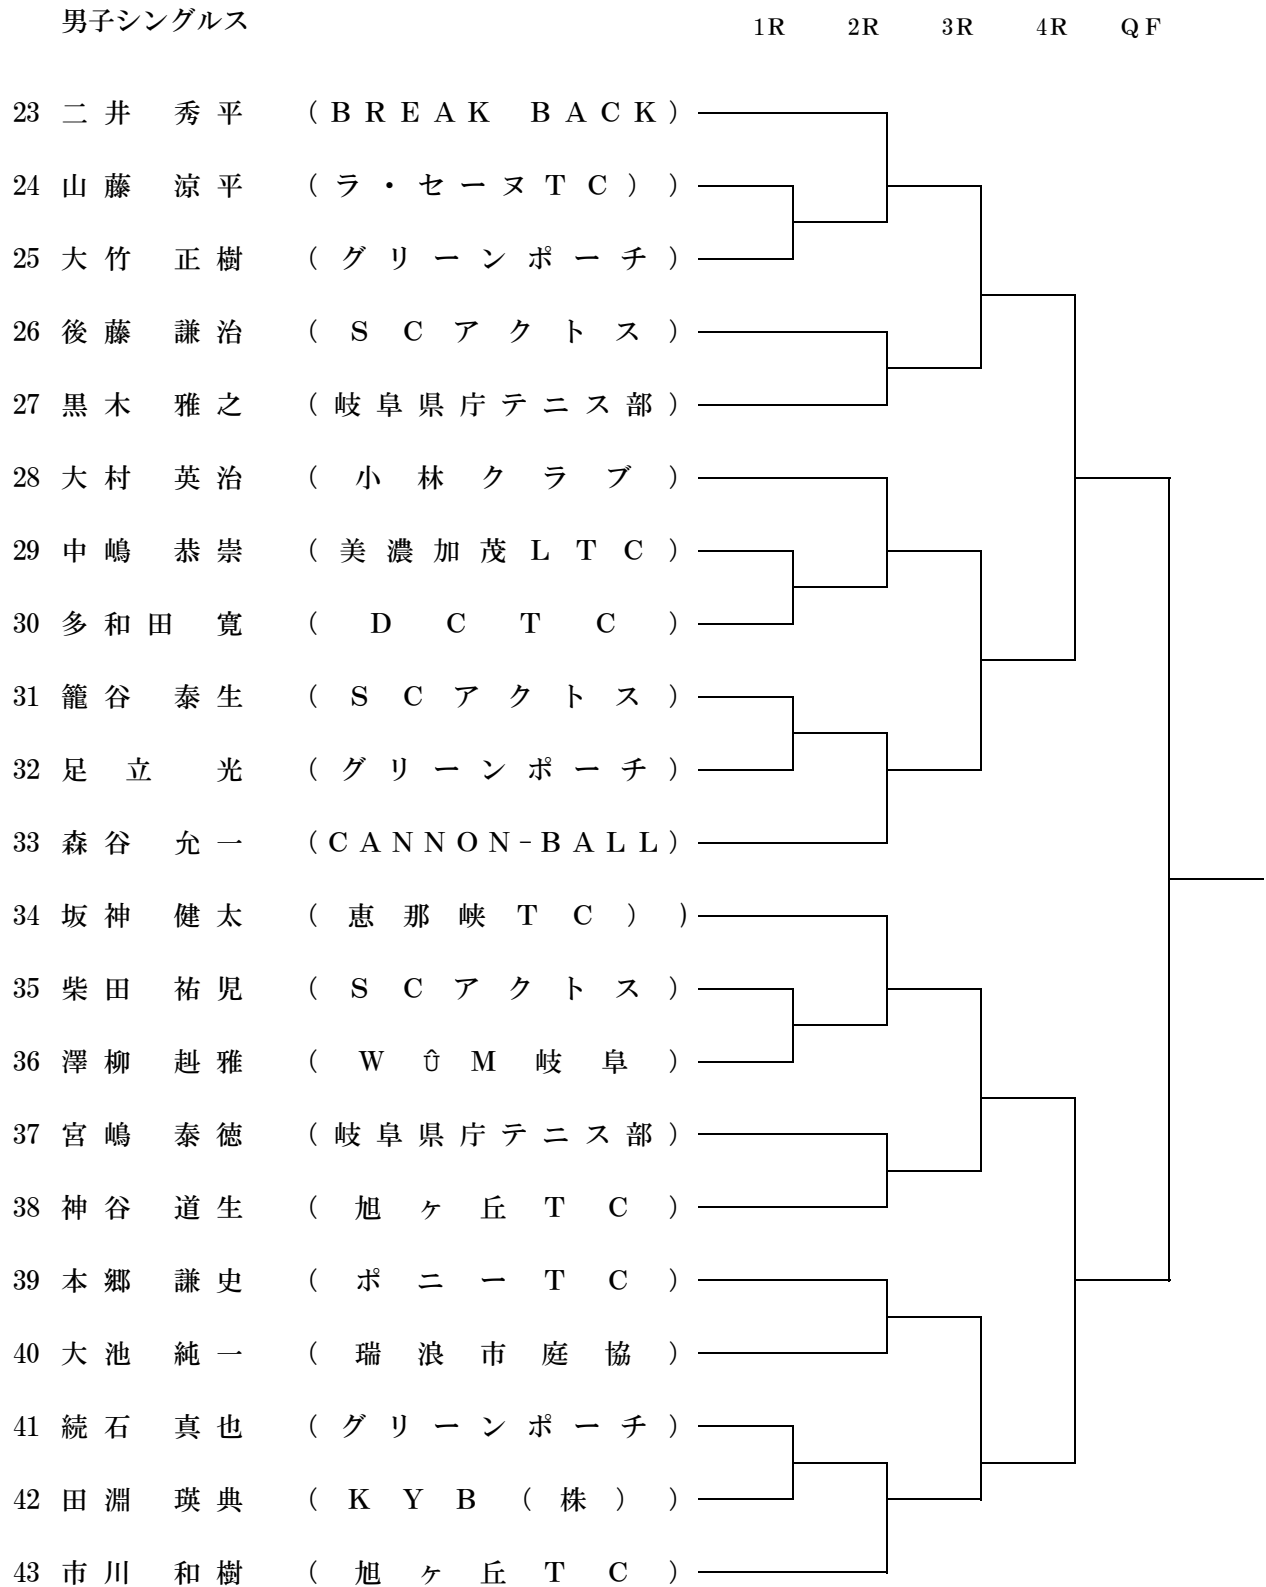 男子シングルス 1R 2R 3R 4R QF
23 二井 秀平 (BREAK BACK)
24 山藤 涼平 (ラ・セーヌTC))
25 大竹 正樹 (グリーンポーチ)
26 後藤 謙治 (SCアクトス)
27 黒木 雅之 (岐阜県庁テニス部)
28 大村 英治 (小林クラブ)
29 中嶋 恭崇 (美濃加茂LTC)
30 多和田 寛 (DCTC)
31 籠谷 泰生 (SCアクトス)
32 足立 光 (グリーンポーチ)
33 森谷 允一 (CANNON-BALL)
34 坂神 健太 (恵那峡TC))
35 柴田 祐児 (SCアクトス)
36 澤柳 赳雅 (WÛM岐阜)
37 宮嶋 泰徳 (岐阜県庁テニス部)
38 神谷 道生 (旭ヶ丘TC)
39 本郷 謙史 (ポニーTC)
40 大池 純一 (瑞浪市庭協)
41 続石 真也 (グリーンポーチ)
42 田淵 瑛典 (KYB(株))
43 市川 和樹 (旭ヶ丘TC)